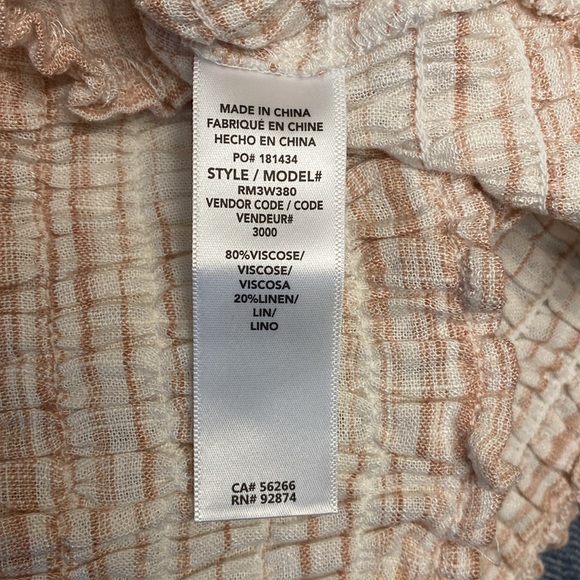 MADE IN CHINA
FABRIQUÉ EN CHINE
HECHO EN CHINA
PO# 181434
STYLE / MODEL#
RM3W380
VENDOR CODE / CODE
VENDEUR#
3000
80%VISCOSE/
VISCOSE/
VISCOSA
20%LINEN/
LIN/
LINO
CA# 56266
RN# 92874